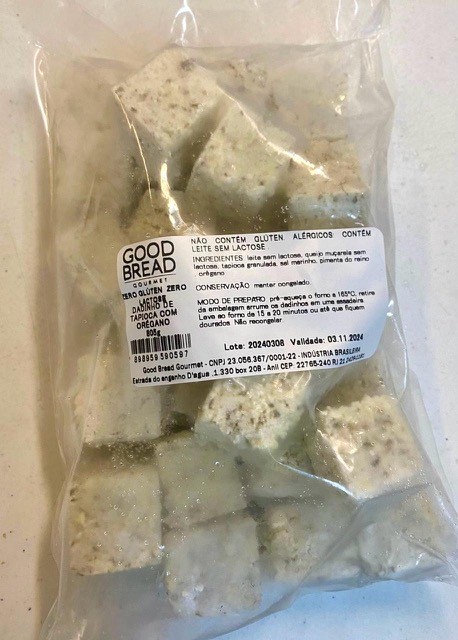 GOOD
BREAD
GOURMET
ZERO GLÚTEN ZERO
LACTOSE
DADINHO DE
TAPIOCA COM
ORÉGANO
805g
898959590597
NÃO CONTÉM GLÚTEN. ALÉRGICOS: CONTÉM
LEITE SEM LACTOSE
INGREDIENTES: leite sem lactose, queijo muçarela sem
lactose, tapioca granulada, sal marinho, pimenta do reino
, orégano
CONSERVAÇÃO: manter congelado.
MODO DE PREPARO: pré-aqueça o forno a 165ºC, retire
da embalagem arrume os dadinhos em uma assadeira.
Leve ao forno de 15 a 20 minutos ou até que fiquem
dourados. Não recongelar.
Lote: 20240308 Validade: 03.11.2024
Good Bread Gourmet - CNPJ 23.056.367/0001-22 - INDÚSTRIA BRASILEIRA
Estrada do engenho D'agua ,1.330 box 20B - Anil CEP: 22765-240 RJ